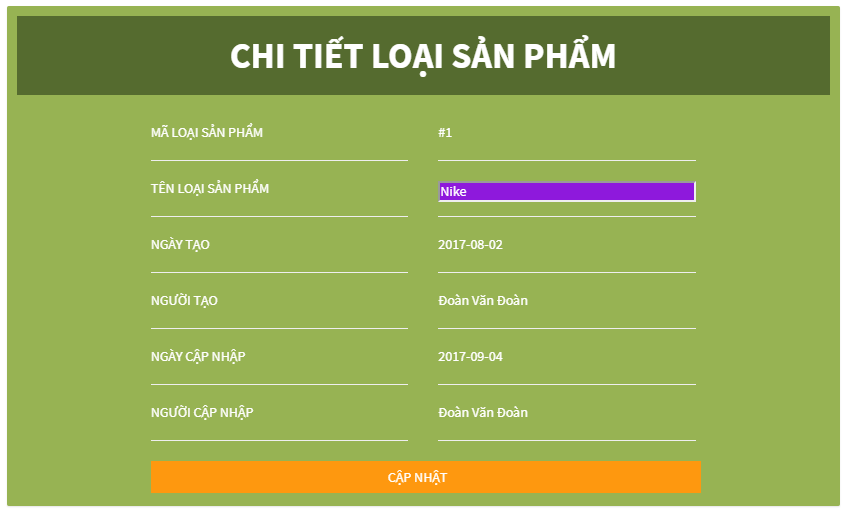 CHI TIẾT LOẠI SẢN PHẨM
MÃ LOẠI SẢN PHẨM #1
TÊN LOẠI SẢN PHẨM Nike
NGÀY TẠO 2017-08-02
NGƯỜI TẠO Đoàn Văn Đoàn
NGÀY CẬP NHẬP 2017-09-04
NGƯỜI CẬP NHẬP Đoàn Văn Đoàn
CẬP NHẬT